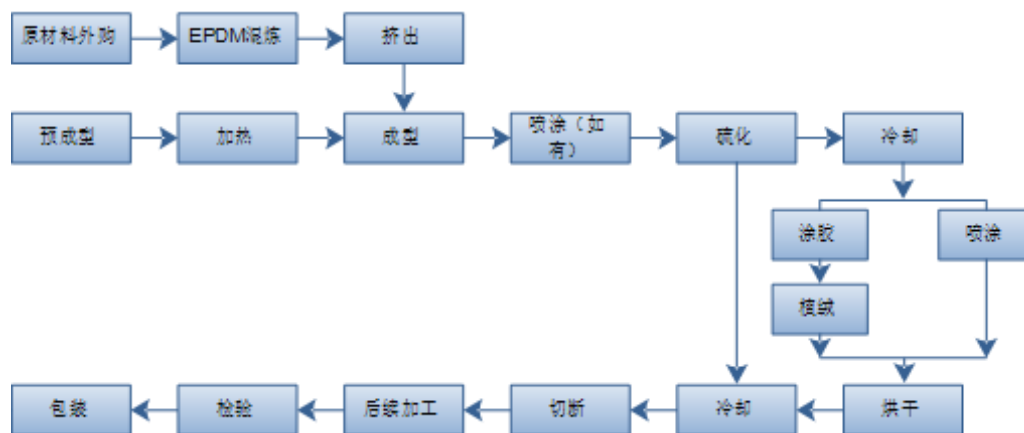 原材料外购
EPDM混炼
挤出
预成型
加热
成型
喷涂（如
有）
硫化
冷却
涂胶
喷涂
植绒
包装
检验
后续加工
切断
冷却
烘干